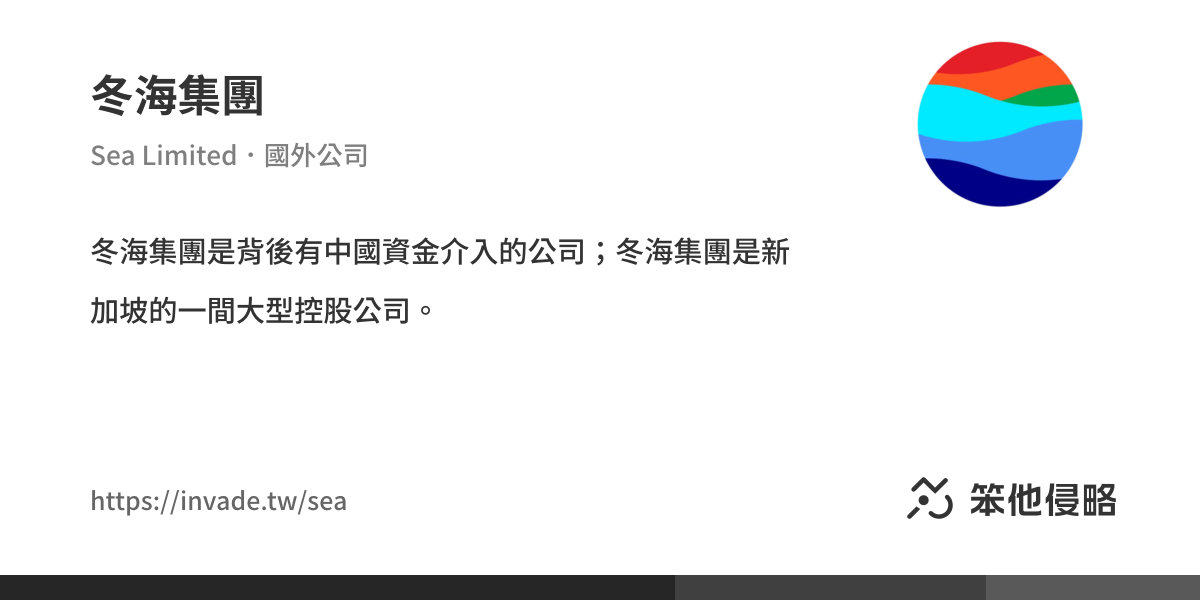 冬海集團
Sea Limited・國外公司
冬海集團是背後有中國資金介入的公司；冬海集團是新
加坡的一間大型控股公司。
https://invade.tw/sea
笨他侵略